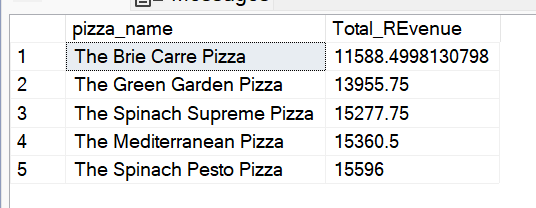 Messages
pizza_name Total_REvenue
1 The Brie Carre Pizza 11588.4998130798
2 The Green Garden Pizza 13955.75
3 The Spinach Supreme Pizza 15277.75
4 The Mediterranean Pizza 15360.5
5 The Spinach Pesto Pizza 15596